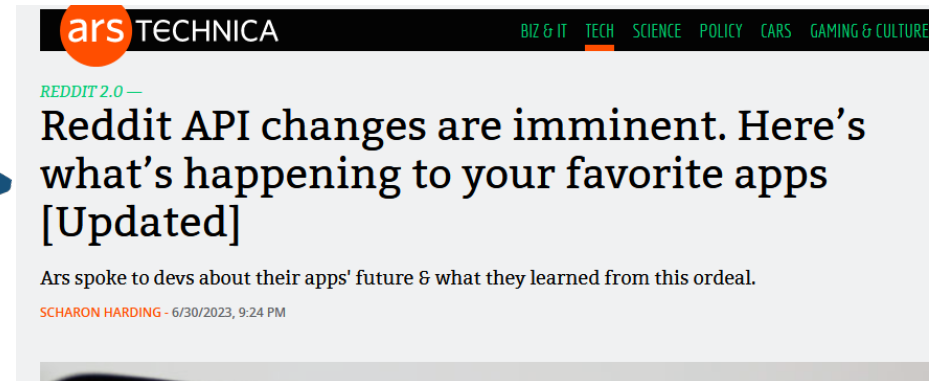 ars TECHNICA
BIZ & IT TECH SCIENCE POLICY CARS GAMING & CULTURE
REDDIT 2.0 —
Reddit API changes are imminent. Here’s
what’s happening to your favorite apps
[Updated]
Ars spoke to devs about their apps' future & what they learned from this ordeal.
SCHARON HARDING - 6/30/2023, 9:24 PM